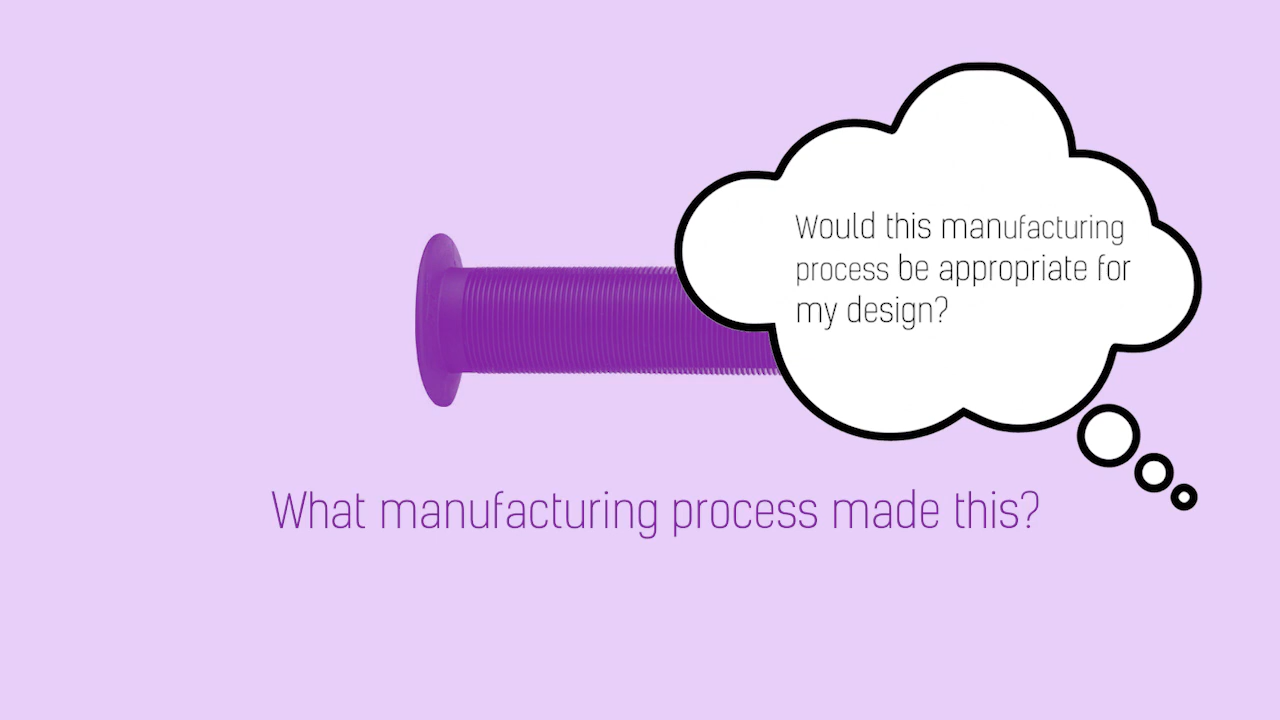 Would this manufacturing
process be appropriate for
my design?
What manufacturing process made this?